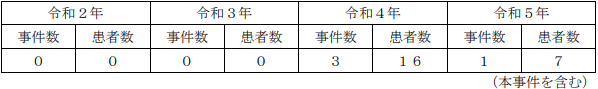 令和２年 令和３年 令和４年 令和５年
事件数 患者数 事件数 患者数 事件数 患者数 事件数 患者数
０ ０ ０ ０ ３ １６ １ ７
（本事件を含む）